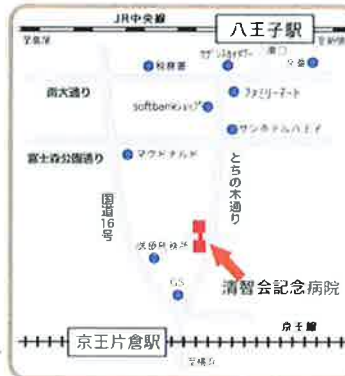 JR中央線
八王子駅
南大通り
softbankショップ
ファミリーマート
サンホテル八王子
富士森公園通り
マクドナルド
とちの木通り
国道16号
清智会記念病院
GS
京王線
京王片倉駅
至横浜